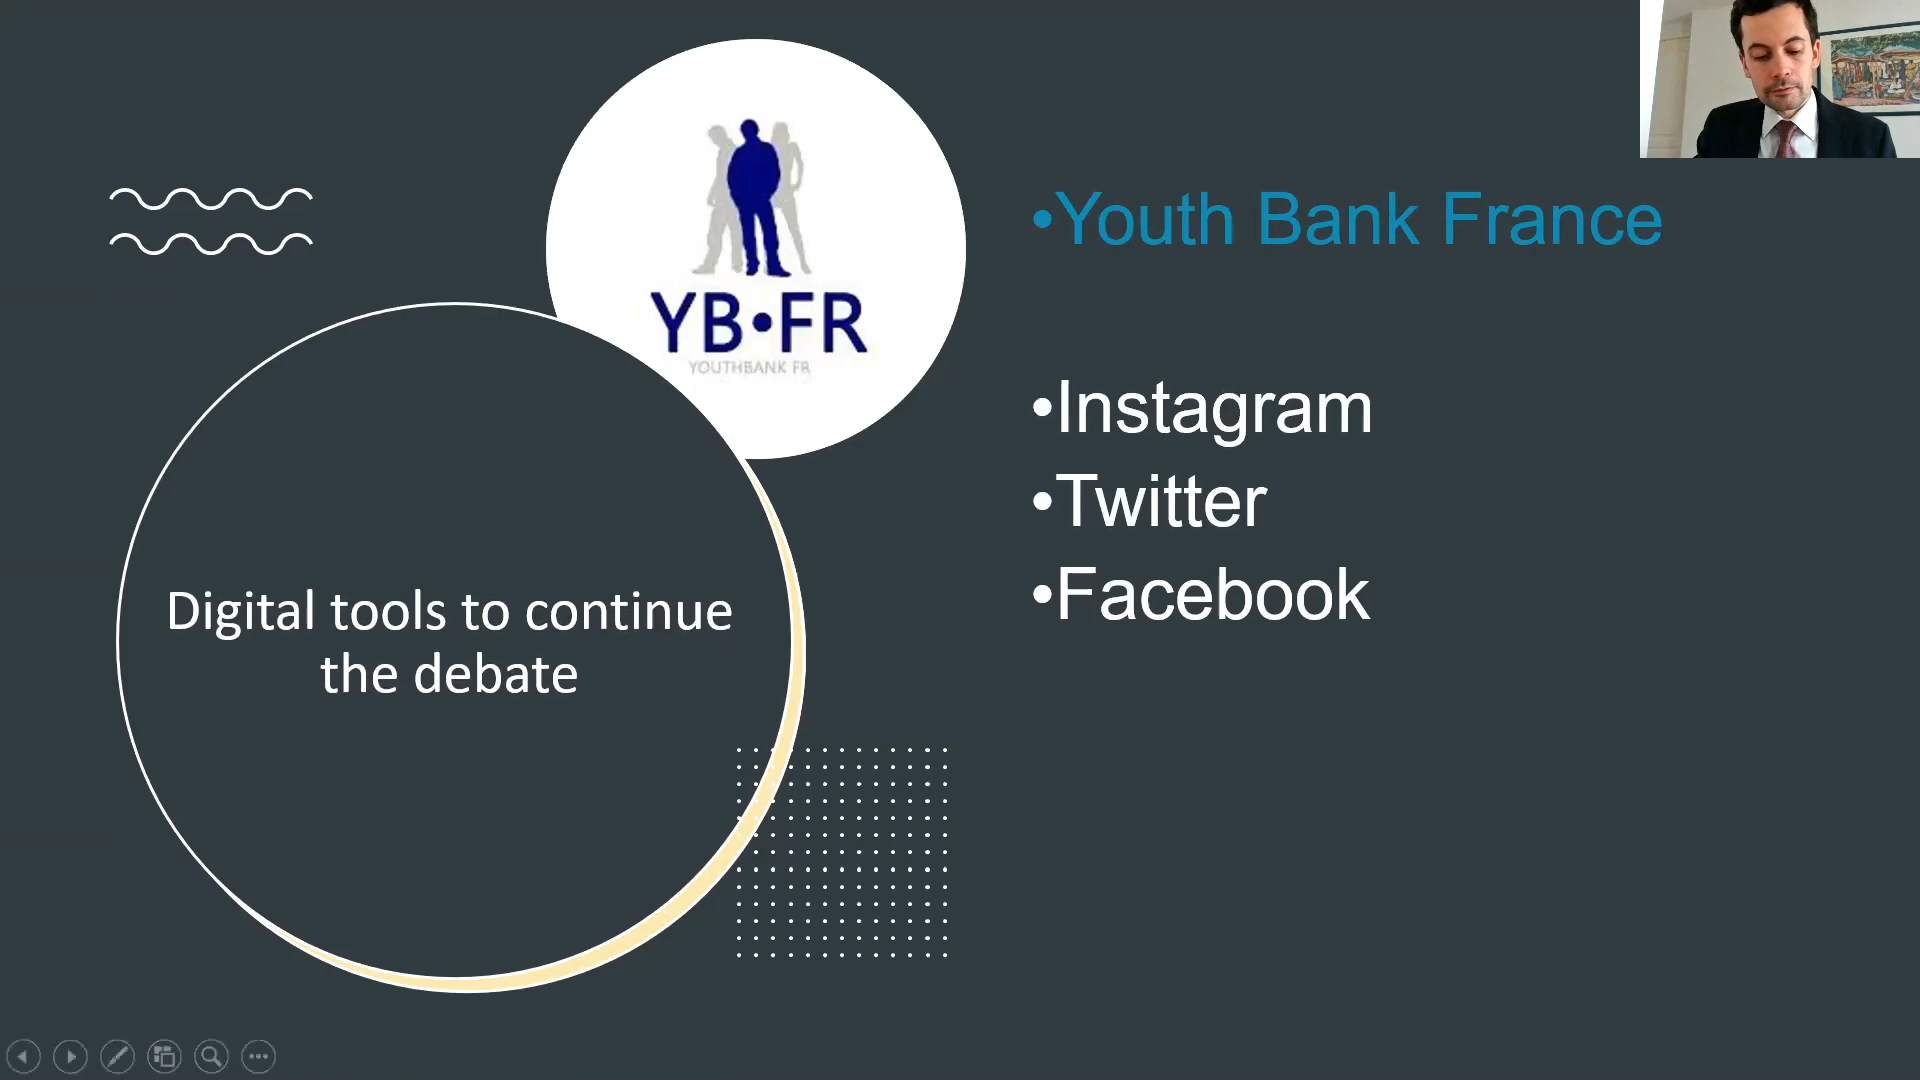 YB•FR
YOUTHBANK FR
Digital tools to continue
the debate
•Youth Bank France
•Instagram
•Twitter
•Facebook